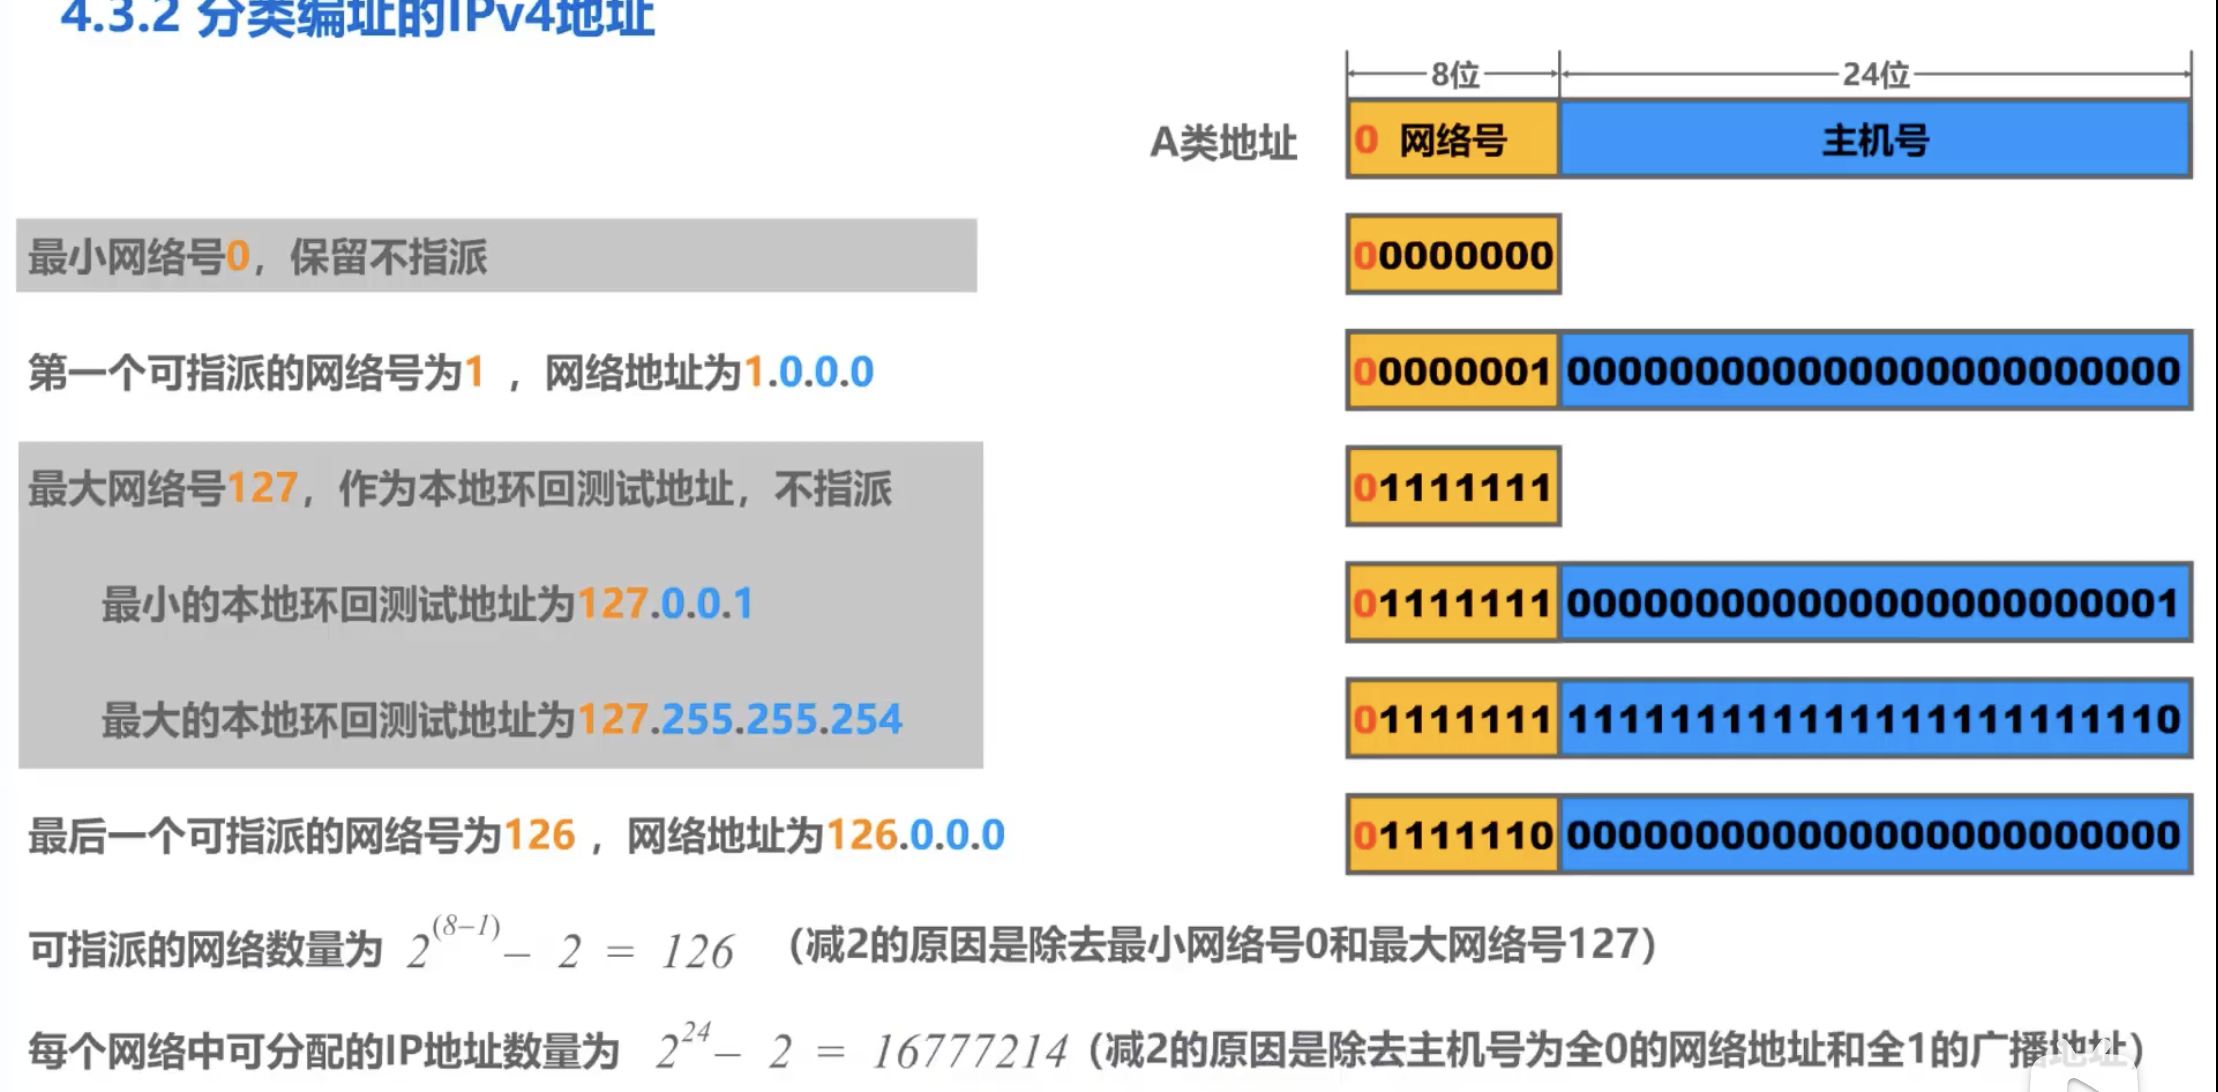 4.3.2 分类编址的IPv4地址
8位 24位
A类地址 0 网络号 主机号
最小网络号0，保留不指派 00000000
第一个可指派的网络号为1 ，网络地址为1.0.0.0 00000001 000000000000000000000000
最大网络号127，作为本地环回测试地址，不指派 01111111
最小的本地环回测试地址为127.0.0.1 01111111 000000000000000000000001
最大的本地环回测试地址为127.255.255.254 01111111 111111111111111111111110
最后一个可指派的网络号为126 ，网络地址为126.0.0.0 01111110 000000000000000000000000
可指派的网络数量为 2^(8-1) − 2 = 126 （减2的原因是除去最小网络号0和最大网络号127）
每个网络中可分配的IP地址数量为 2^24 − 2 = 16777214（减2的原因是除去主机号为全0的网络地址和全1的广播地址）